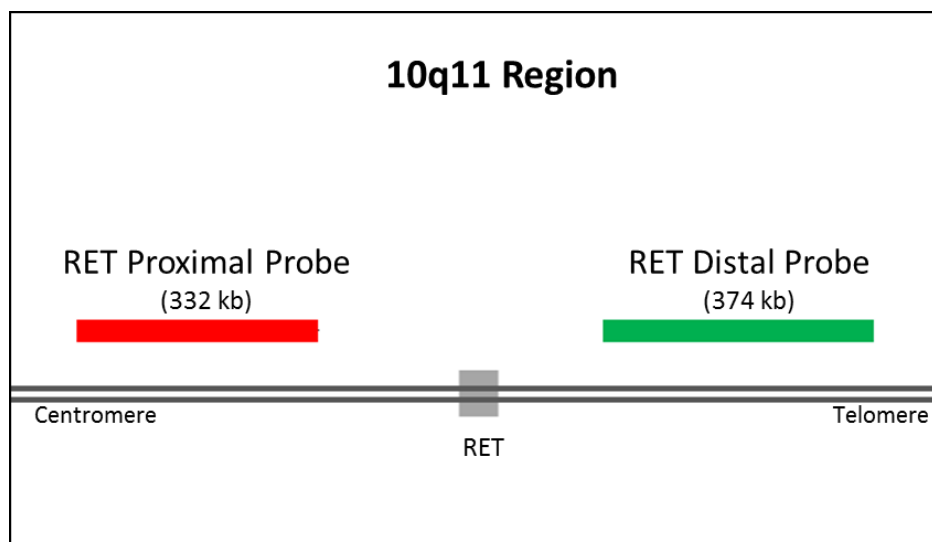 10q11 Region
RET Proximal Probe
(332 kb)
RET Distal Probe
(374 kb)
Centromere
Telomere
RET